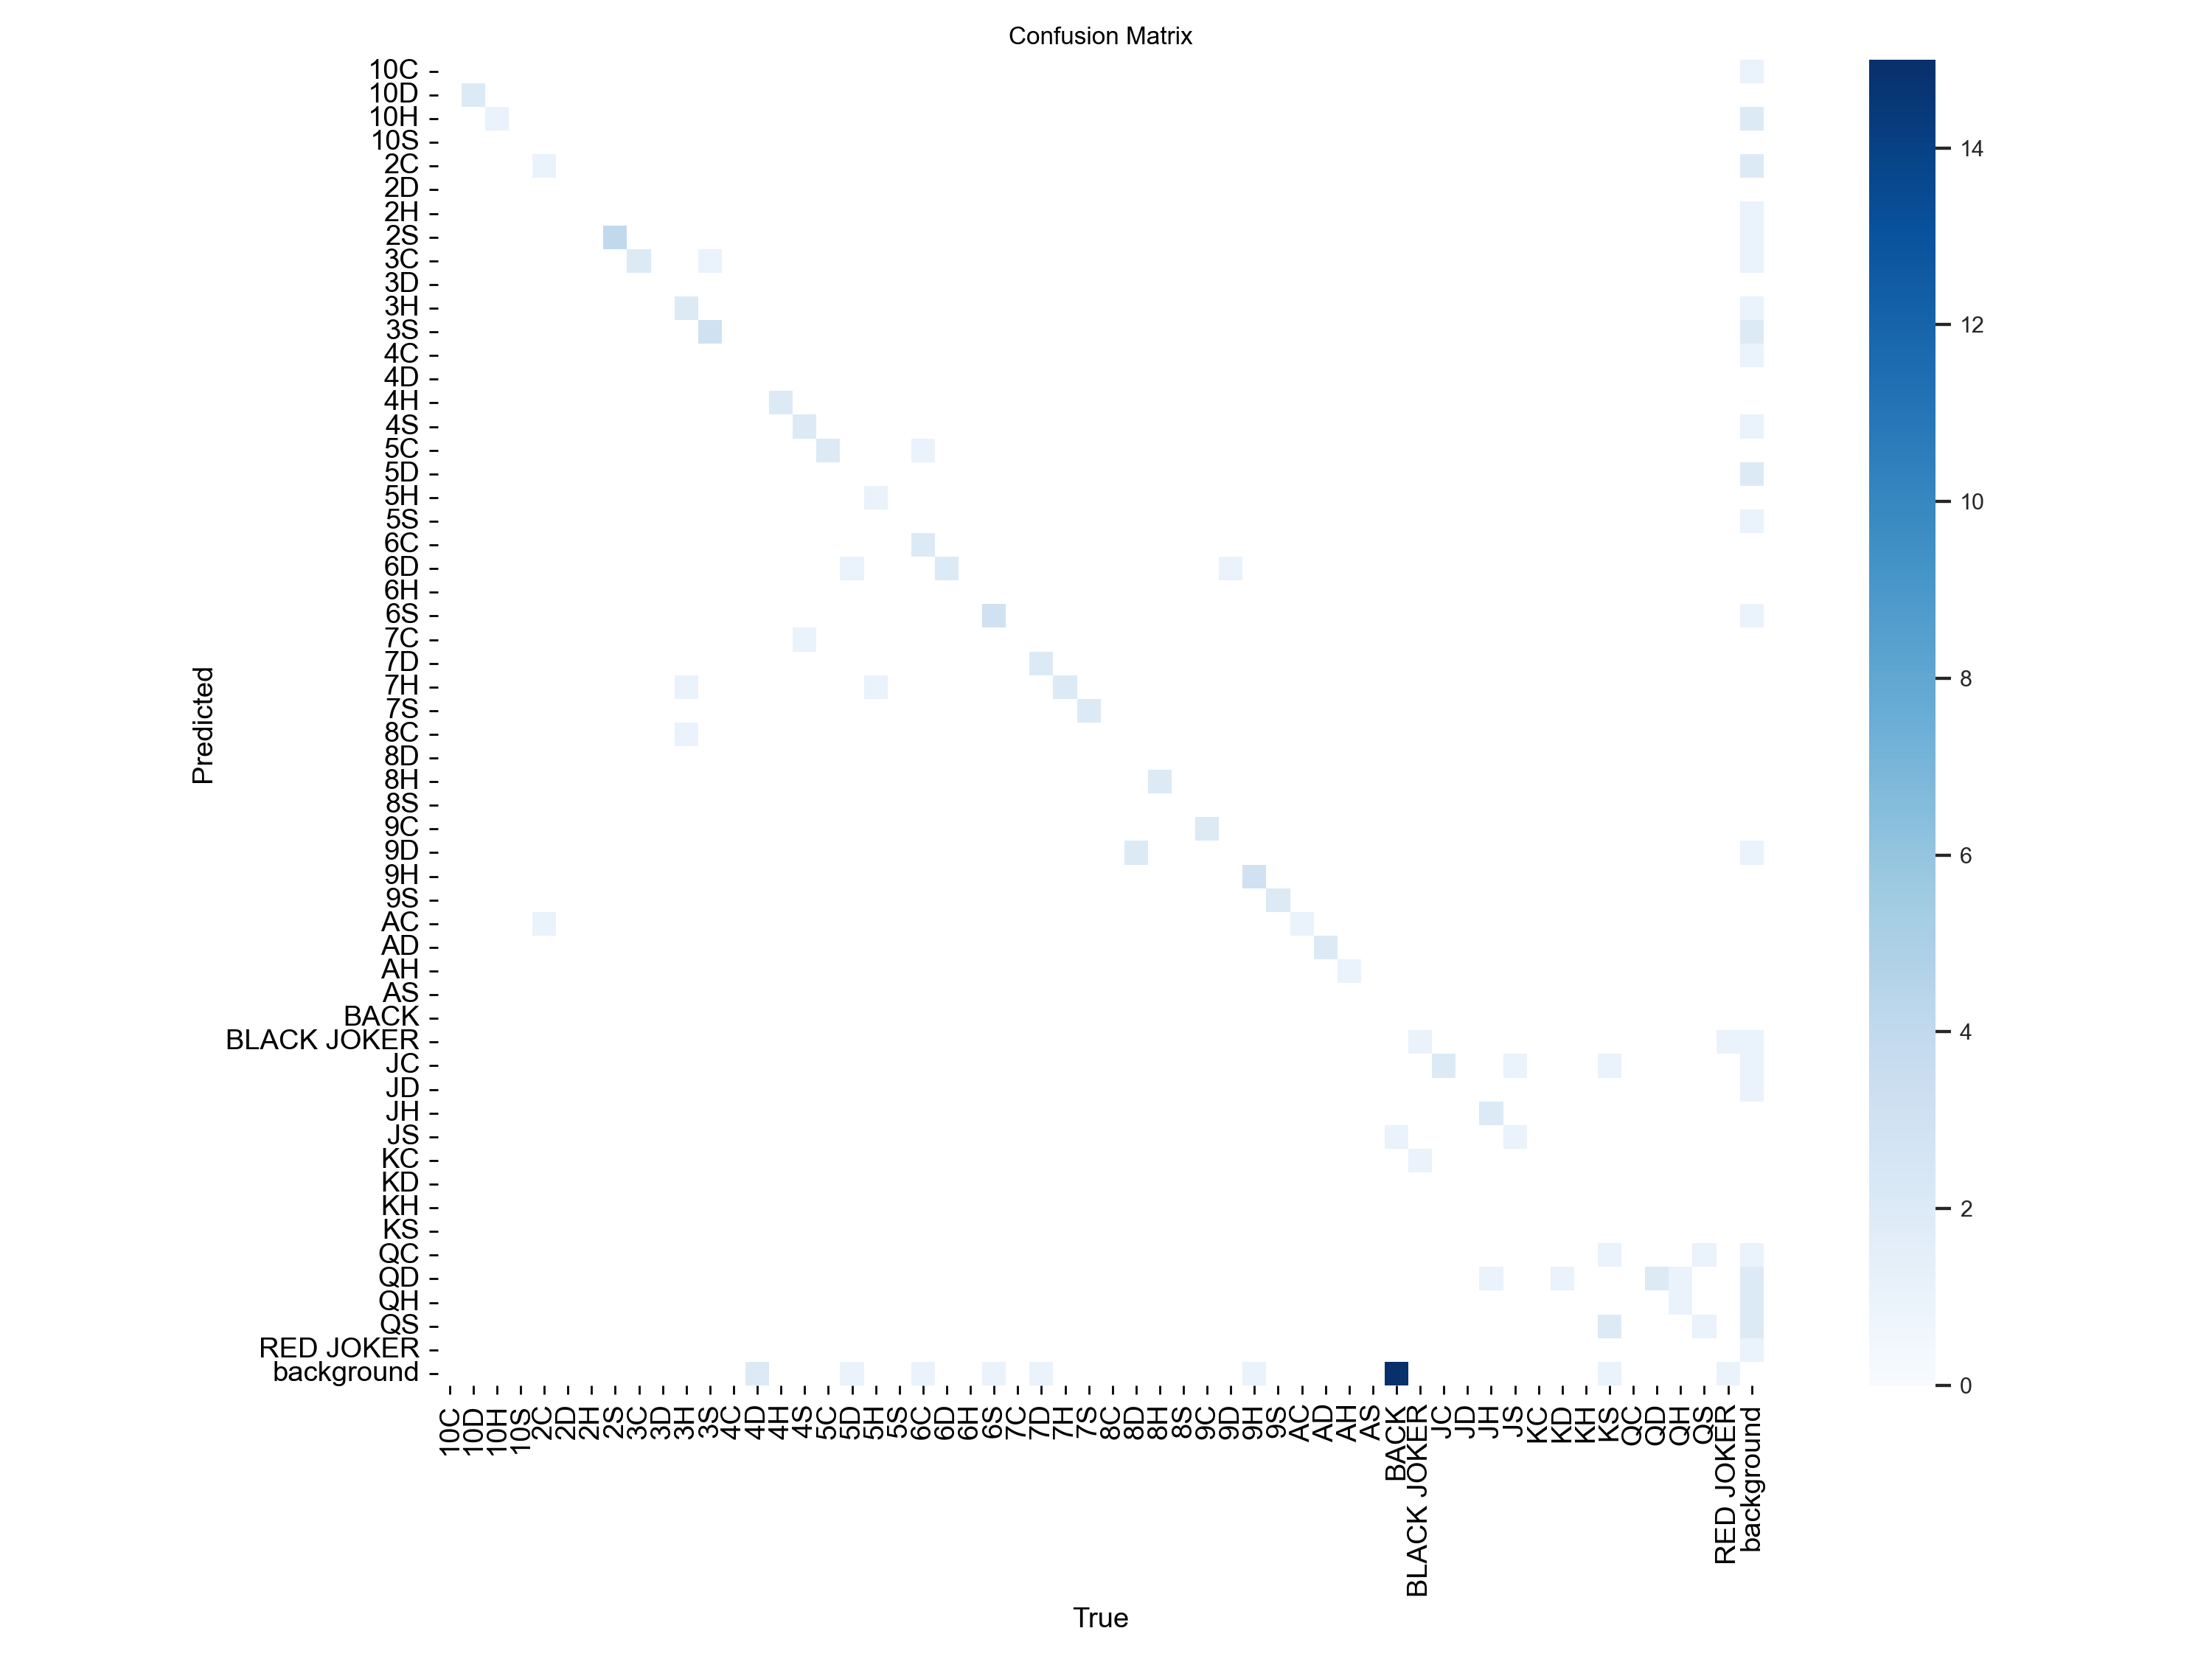 Confusion Matrix
10C
10D
10H
10S
2C
2D
2H
2S
3C
3D
3H
3S
4C
4D
4H
4S
5C
5D
5H
5S
6C
6D
6H
6S
7C
7D
7H
7S
8C
8D
8H
8S
9C
9D
9H
9S
AC
AD
AH
AS
BACK
BLACK JOKER
JC
JD
JH
JS
KC
KD
KH
KS
QC
QD
QH
QS
RED JOKER
background
Predicted
10C
10D
10H
10S
2C
2D
2H
2S
3C
3D
3H
3S
4C
4D
4H
4S
5C
5D
5H
5S
6C
6D
6H
6S
7C
7D
7H
7S
8C
8D
8H
8S
9C
9D
9H
9S
AC
AD
AH
AS
BACK
BLACK JOKER
JC
JD
JH
JS
KC
KD
KH
KS
QC
QD
QH
QS
RED JOKER
background
True
14
12
10
8
6
4
2
0